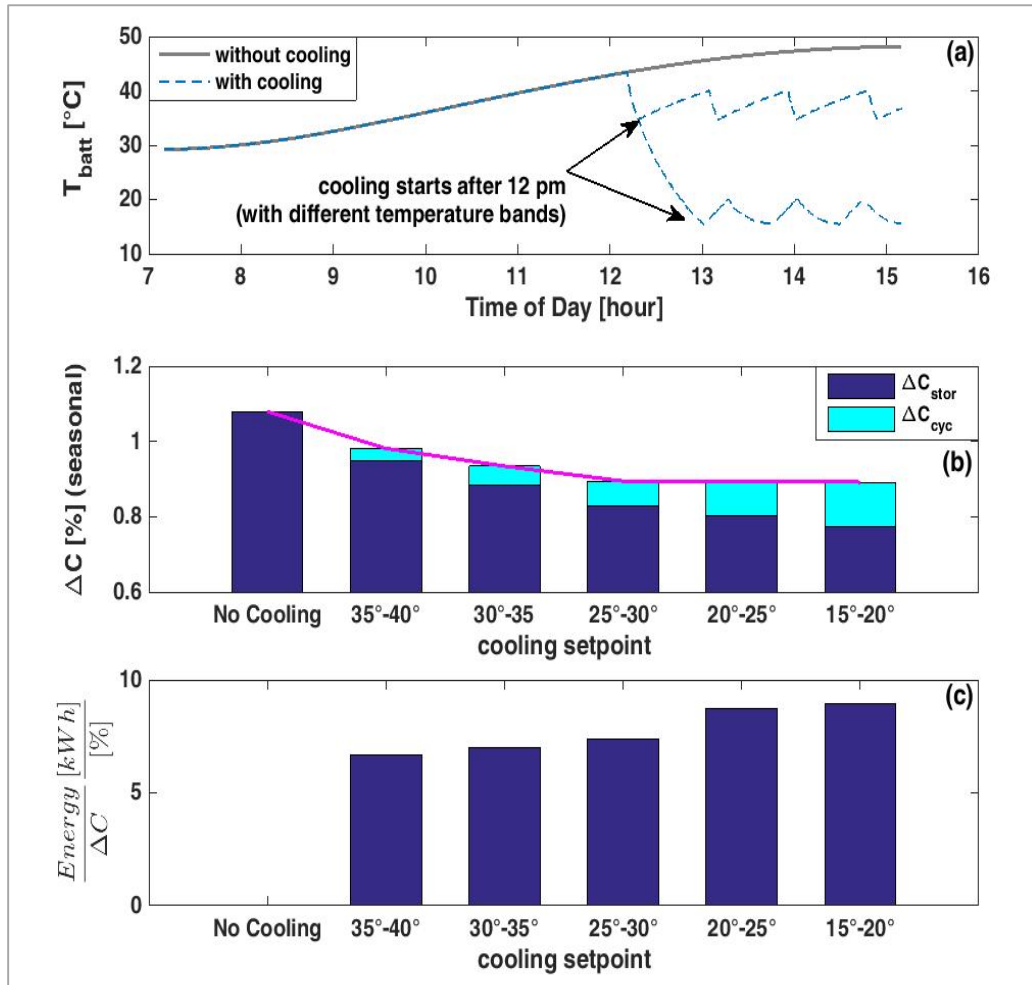 50
40
30
20
10
T_batt [°C]
without cooling
with cooling
(a)
cooling starts after 12 pm
(with different temperature bands)
7 8 9 10 11 12 13 14 15 16
Time of Day [hour]
1.2
1
0.8
0.6
ΔC [%] (seasonal)
ΔC_stor
ΔC_cyc
(b)
No Cooling 35°-40° 30°-35 25°-30° 20°-25° 15°-20°
cooling setpoint
10
5
0
Energy [kWh]
ΔC [%]
(c)
No Cooling 35°-40° 30°-35° 25°-30° 20°-25° 15°-20°
cooling setpoint